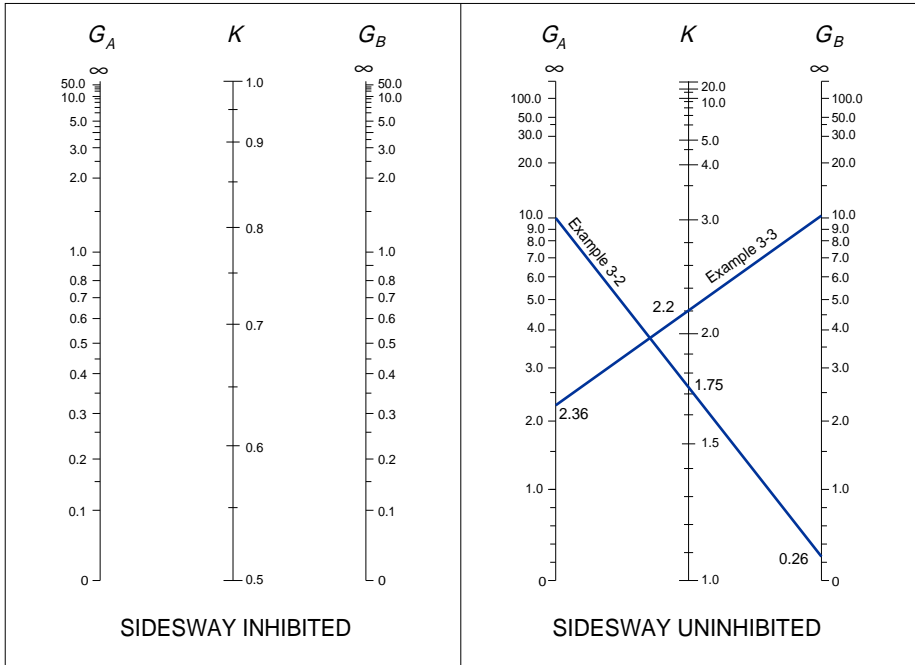 G_A K G_B
∞ ∞
50.0 1.0 50.0
10.0 10.0
5.0 0.9 5.0
3.0 3.0
2.0 2.0
0.8
1.0 1.0
0.8 0.8
0.7 0.7
0.6 0.7 0.6
0.5 0.5
0.4 0.4
0.3 0.3
0.6
0.2 0.2
0.1 0.1
0 0.5 0
SIDESWAY INHIBITED
G_A K G_B
∞ ∞
20.0
100.0 10.0 100.0
50.0 50.0
30.0 5.0 30.0
20.0 4.0 20.0
10.0 3.0 10.0
9.0 9.0
8.0 8.0
Example 3-2
Example 3-3
7.0 7.0
6.0 6.0
5.0 5.0
2.2
4.0 2.0 4.0
3.0 3.0
1.75
2.36
2.0 2.0
1.5
1.0 1.0
0.26
0 1.0 0
SIDESWAY UNINHIBITED